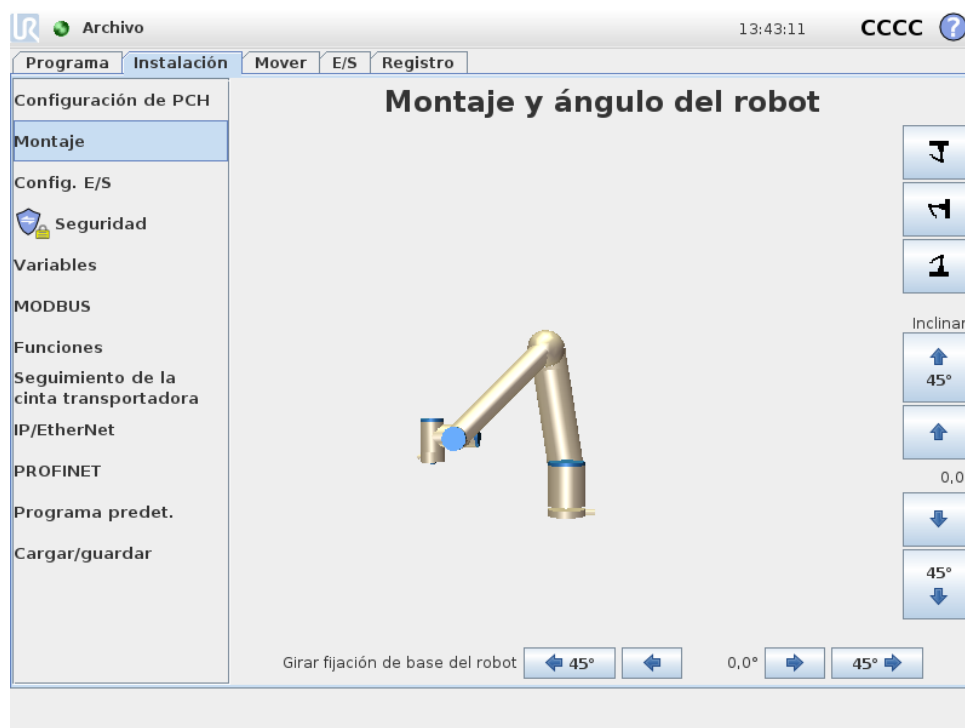 UR Archivo 13:43:11 CCCC ?
Programa Instalación Mover E/S Registro
Configuración de PCH
Montaje
Config. E/S
Seguridad
Variables
MODBUS
Funciones
Seguimiento de la
cinta transportadora
IP/EtherNet
PROFINET
Programa predet.
Cargar/guardar
Montaje y ángulo del robot
Inclinar
45°
0,0
45°
Girar fijación de base del robot 45° 0,0° 45°